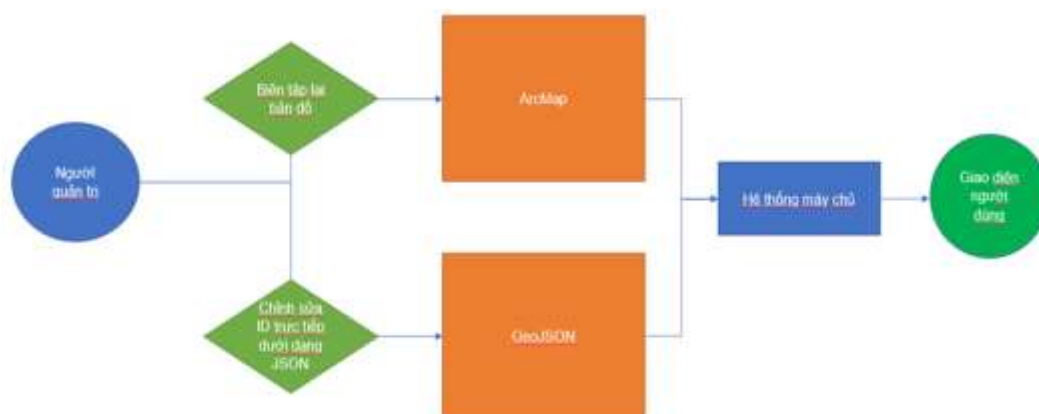 Biên tập lại
bản đồ
ArcMap
Người
quản trị
Hệ thống máy chủ
Giao diện
người
dùng
Chỉnh sửa
ID trực tiếp
dưới dạng
JSON
GeoJSON